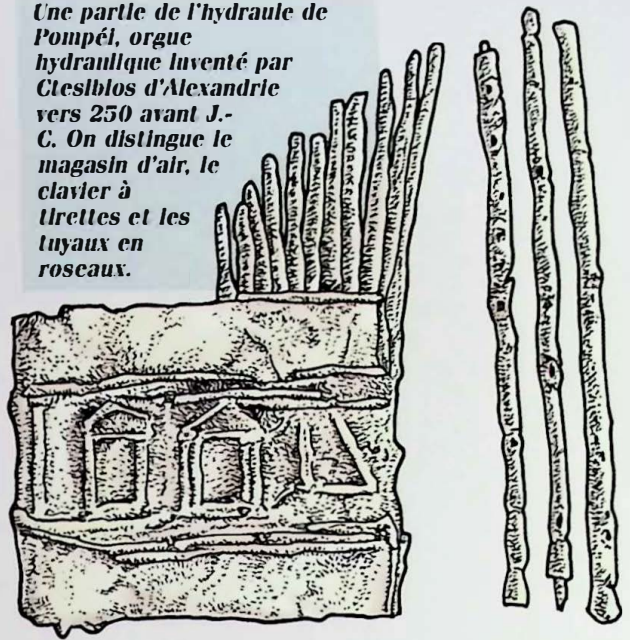 Une partie de l'hydraule de
Pompéi, orgue
hydraulique inventé par
Ctesibios d'Alexandrie
vers 250 avant J.-
C. On distingue le
magasin d'air, le
clavier à
tirettes et les
tuyaux en
roseaux.